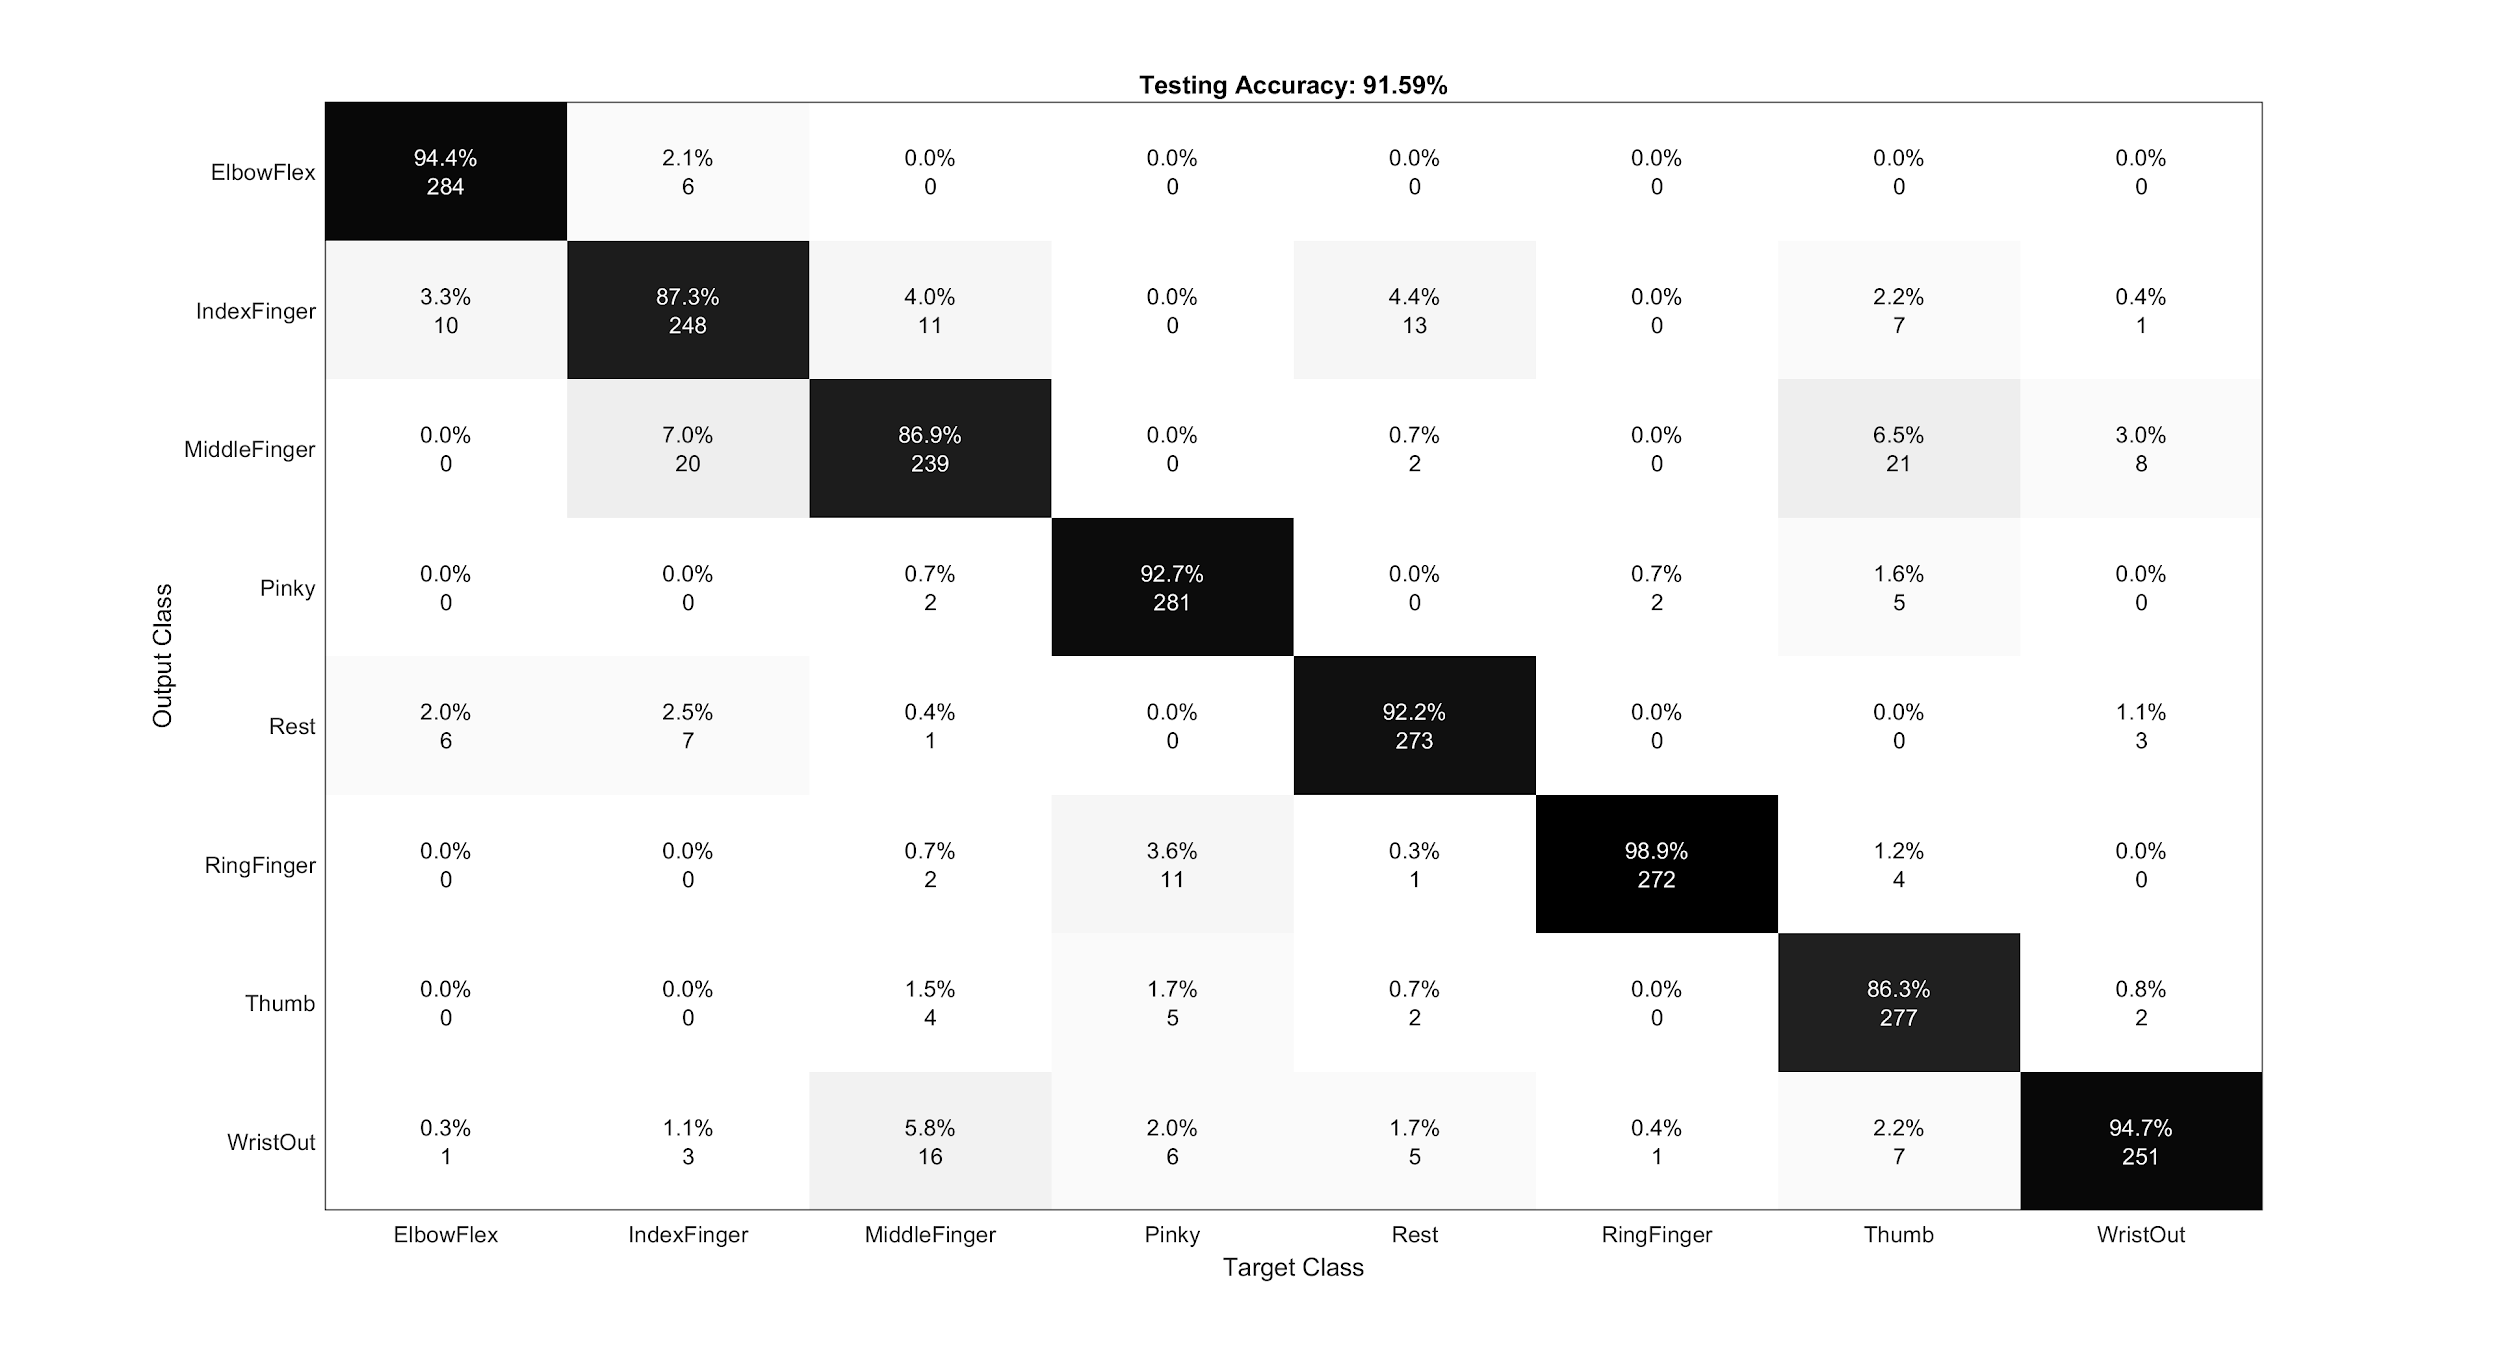 Testing Accuracy: 91.59%
ElbowFlex
94.4% 2.1% 0.0% 0.0% 0.0% 0.0% 0.0% 0.0%
284 6 0 0 0 0 0 0
IndexFinger
3.3% 87.3% 4.0% 0.0% 4.4% 0.0% 2.2% 0.4%
10 248 11 0 13 0 7 1
MiddleFinger
0.0% 7.0% 86.9% 0.0% 0.7% 0.0% 6.5% 3.0%
0 20 239 0 2 0 21 8
Pinky
0.0% 0.0% 0.7% 92.7% 0.0% 0.7% 1.6% 0.0%
0 0 2 281 0 2 5 0
Output Class
Rest
2.0% 2.5% 0.4% 0.0% 92.2% 0.0% 0.0% 1.1%
6 7 1 0 273 0 0 3
RingFinger
0.0% 0.0% 0.7% 3.6% 0.3% 98.9% 1.2% 0.0%
0 0 2 11 1 272 4 0
Thumb
0.0% 0.0% 1.5% 1.7% 0.7% 0.0% 86.3% 0.8%
0 0 4 5 2 0 277 2
WristOut
0.3% 1.1% 5.8% 2.0% 1.7% 0.4% 2.2% 94.7%
1 3 16 6 5 1 7 251
ElbowFlex IndexFinger MiddleFinger Pinky Rest RingFinger Thumb WristOut
Target Class